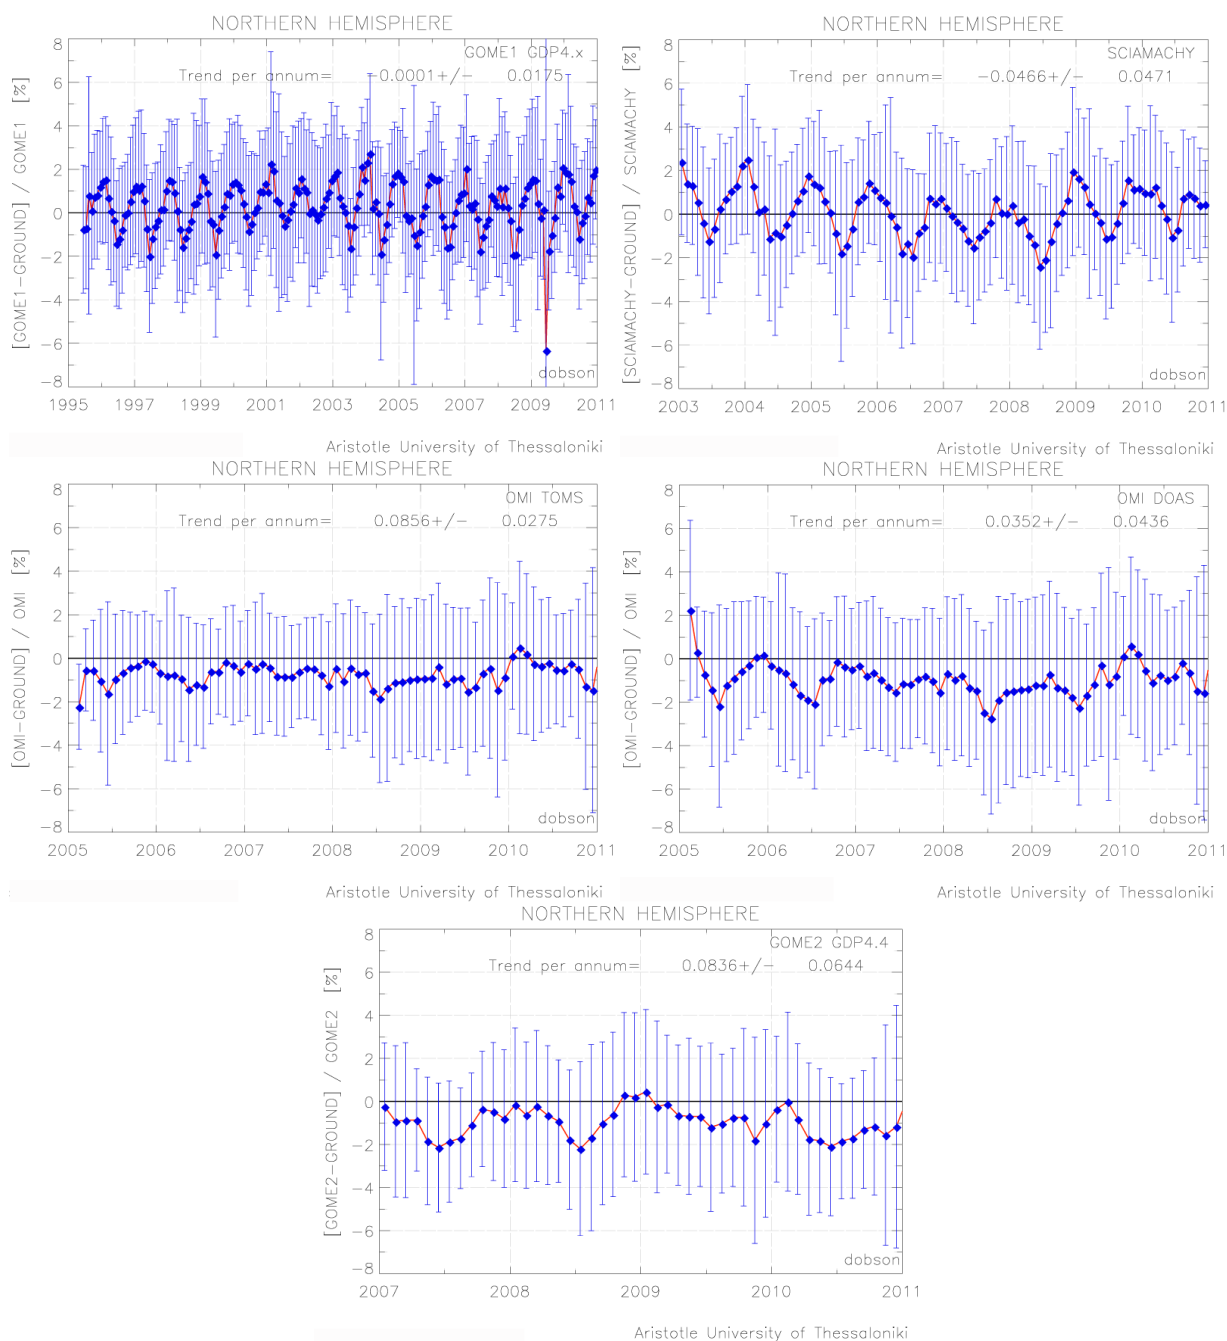 NORTHERN HEMISPHERE
GOME1 GDP4.x
Trend per annum= -0.0001+/- 0.0175
[GOME1-GROUND] / GOME1 [%]
8
6
4
2
0
-2
-4
-6
-8
dobson
1995 1997 1999 2001 2003 2005 2007 2009 2011
Aristotle University of Thessaloniki
NORTHERN HEMISPHERE
SCIAMACHY
Trend per annum= -0.0466+/- 0.0471
[SCIAMACHY-GROUND] / SCIAMACHY [%]
8
6
4
2
0
-2
-4
-6
-8
dobson
2003 2004 2005 2006 2007 2008 2009 2010 2011
Aristotle University of Thessaloniki
NORTHERN HEMISPHERE
OMI TOMS
Trend per annum= 0.0856+/- 0.0275
[OMI-GROUND] / OMI [%]
8
6
4
2
0
-2
-4
-6
-8
dobson
2005 2006 2007 2008 2009 2010 2011
Aristotle University of Thessaloniki
NORTHERN HEMISPHERE
OMI DOAS
Trend per annum= 0.0352+/- 0.0436
[OMI-GROUND] / OMI [%]
8
6
4
2
0
-2
-4
-6
-8
dobson
2005 2006 2007 2008 2009 2010 2011
Aristotle University of Thessaloniki
NORTHERN HEMISPHERE
GOME2 GDP4.4
Trend per annum= 0.0836+/- 0.0644
[GOME2-GROUND] / GOME2 [%]
8
6
4
2
0
-2
-4
-6
-8
dobson
2007 2008 2009 2010 2011
Aristotle University of Thessaloniki